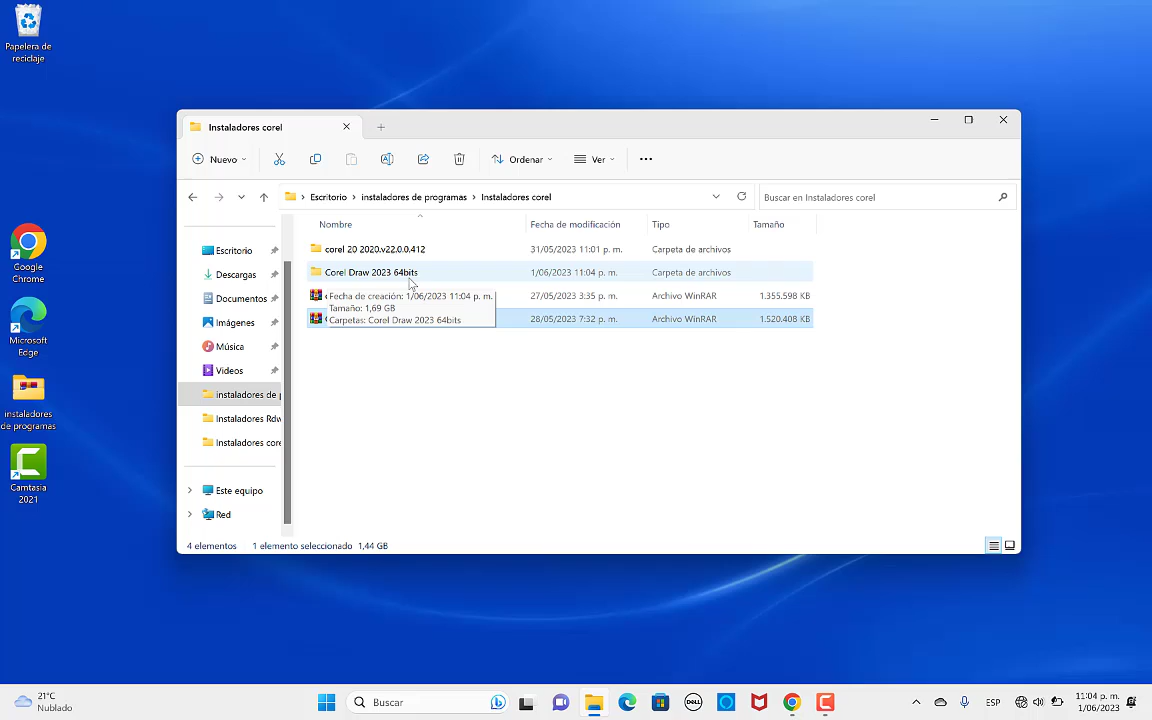 Papelera de
reciclaje
Google
Chrome
Microsoft
Edge
instaladores
de programas
Camtasia
2021
Instaladores corel
Nuevo
Ordenar
Ver
Escritorio > instaladores de programas > Instaladores corel
Buscar en Instaladores corel
Nombre Fecha de modificación Tipo Tamaño
corel 20 2020.v22.0.0.412 31/05/2023 11:01 p. m. Carpeta de archivos
Corel Draw 2023 64bits 1/06/2023 11:04 p. m. Carpeta de archivos
27/05/2023 3:35 p. m. Archivo WinRAR 1.355.598 KB
28/05/2023 7:32 p. m. Archivo WinRAR 1.520.408 KB
Fecha de creación: 1/06/2023 11:04 p. m.
Tamaño: 1,69 GB
Carpetas: Corel Draw 2023 64bits
Escritorio
Descargas
Documentos
Imágenes
Música
Videos
instaladores de
Instaladores Rdw
Instaladores core
Este equipo
Red
4 elementos 1 elemento seleccionado 1,44 GB
21°C
Nublado
Buscar
DELL
ESP
11:04 p. m.
1/06/2023